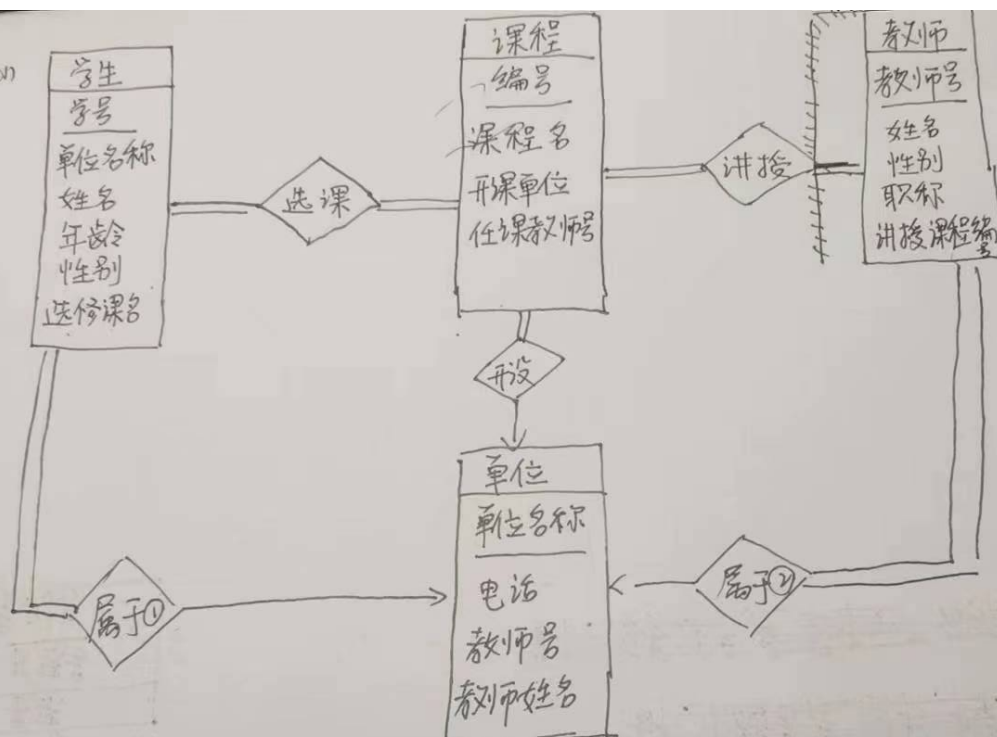 学生
学号
单位名称
姓名
年龄
性别
选修课名
选课
课程
编号
课程名
开课单位
任课教师号
讲授
教师
教师号
姓名
性别
职称
讲授课程编号
开设
单位
单位名称
电话
教师号
教师姓名
属于①
属于②